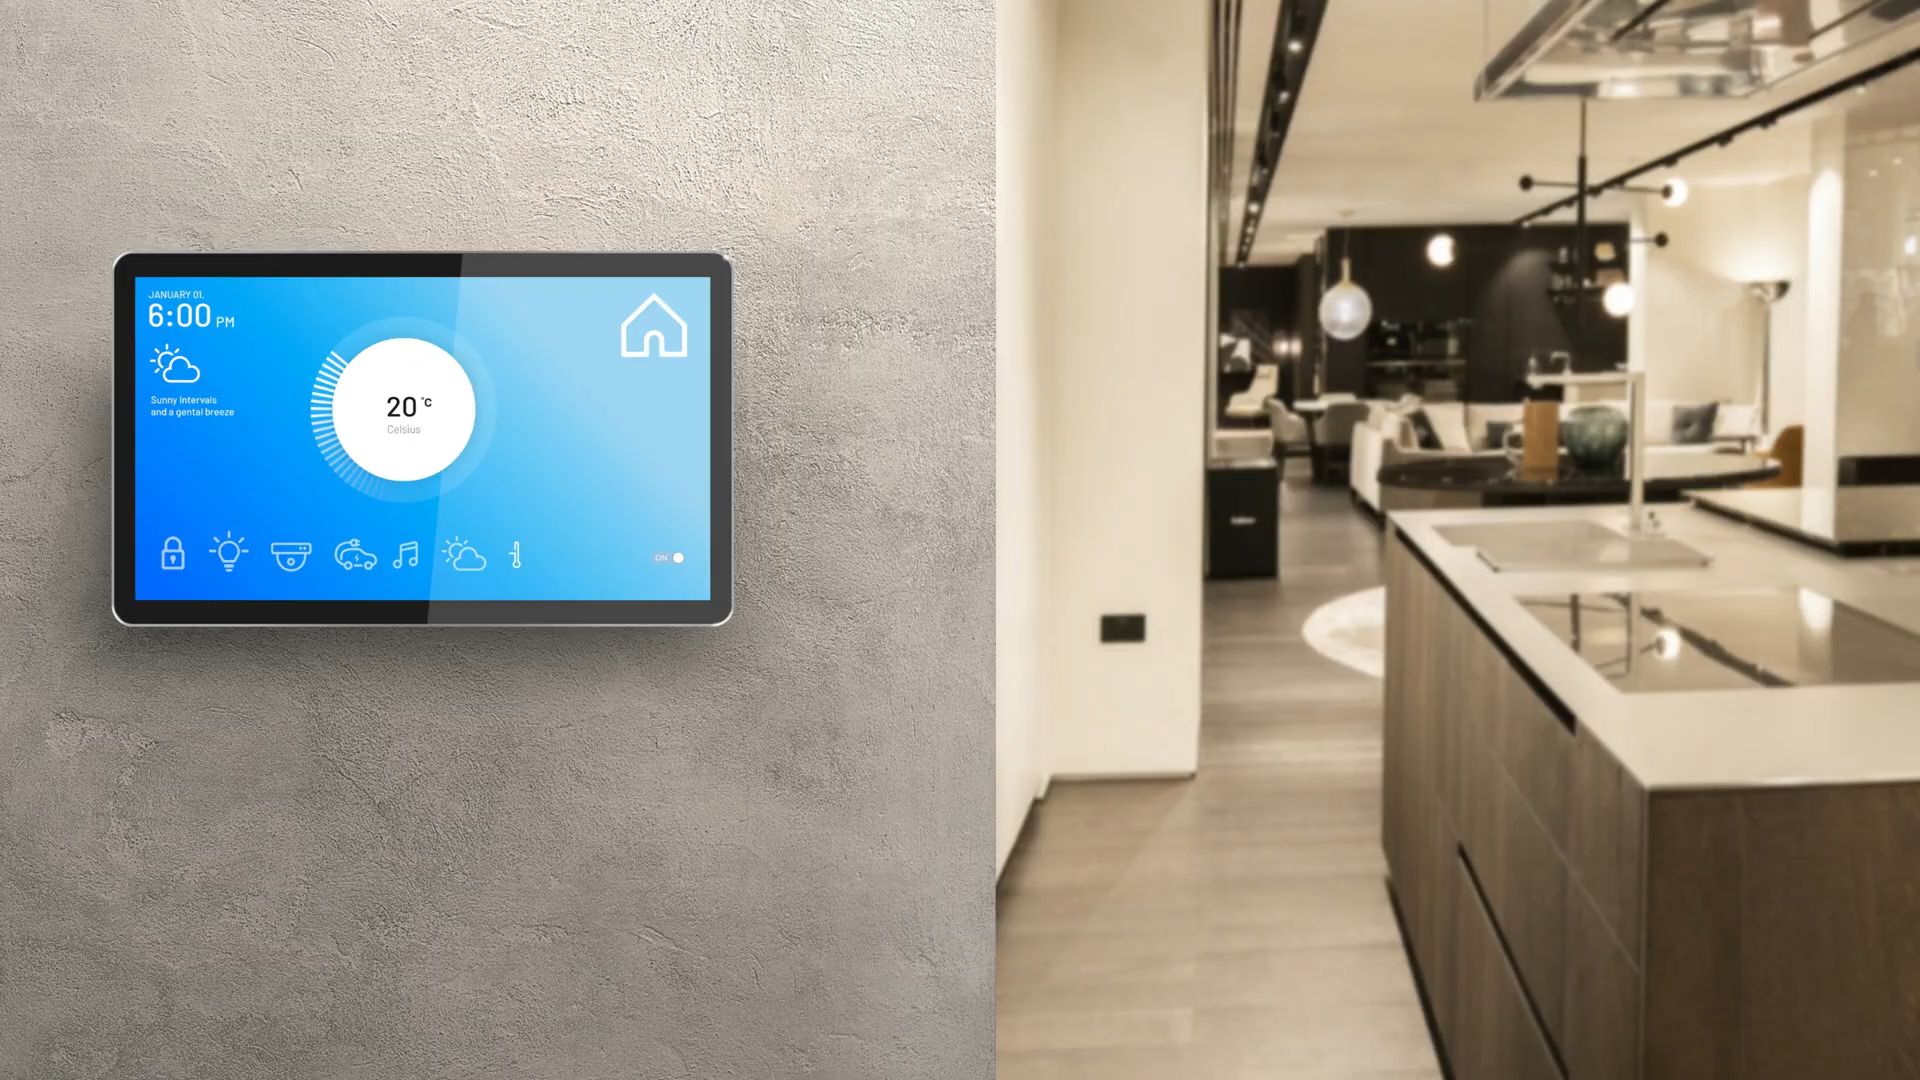 JANUARY 01,
6:00 PM
Sunny Intervals
and a gental breeze
20 °C
Celsius
ON